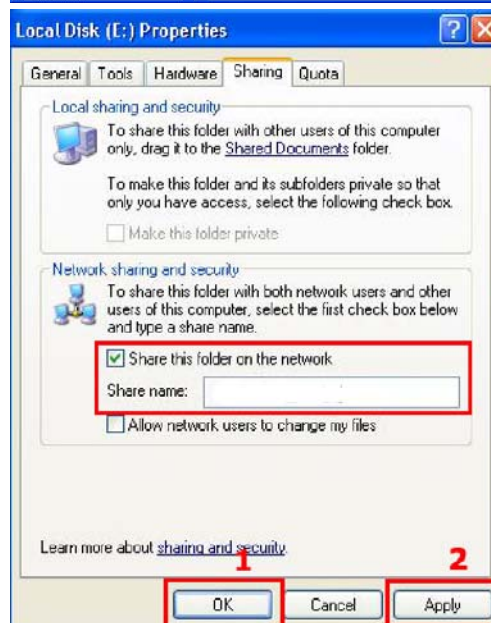 Local Disk (E:) Properties
General Tools Hardware Sharing Quota
Local sharing and security
To share this folder with other users of this computer
only, drag it to the Shared Documents folder.
To make this folder and its subfolders private so that
only you have access, select the following check box.
Make this folder private
Network sharing and security
To share this folder with both network users and other
users of this computer, select the first check box below
and type a share name.
Share this folder on the network
Share name:
Allow network users to change my files
Learn more about sharing and security.
1 2
OK Cancel Apply